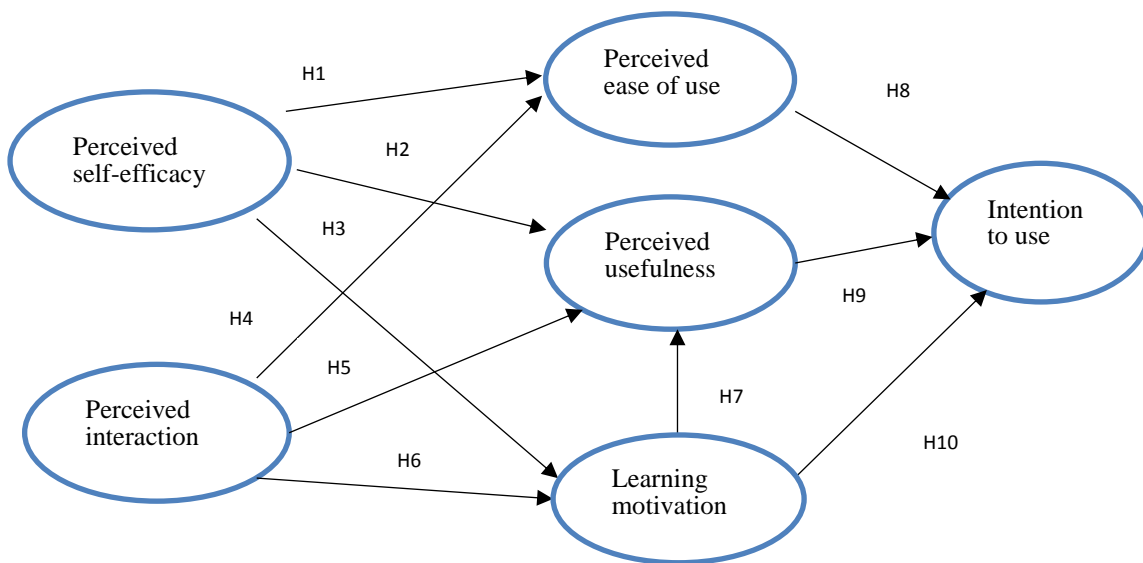 Perceived
ease of use
H1
H8
Perceived
self-efficacy
H2
Intention
to use
H3
Perceived
usefulness
H9
H4
H5
Perceived
interaction
H7
H6
H10
Learning
motivation